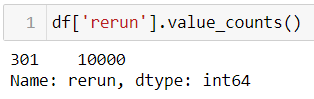 1 df['rerun'].value_counts()
301    10000
Name: rerun, dtype: int64